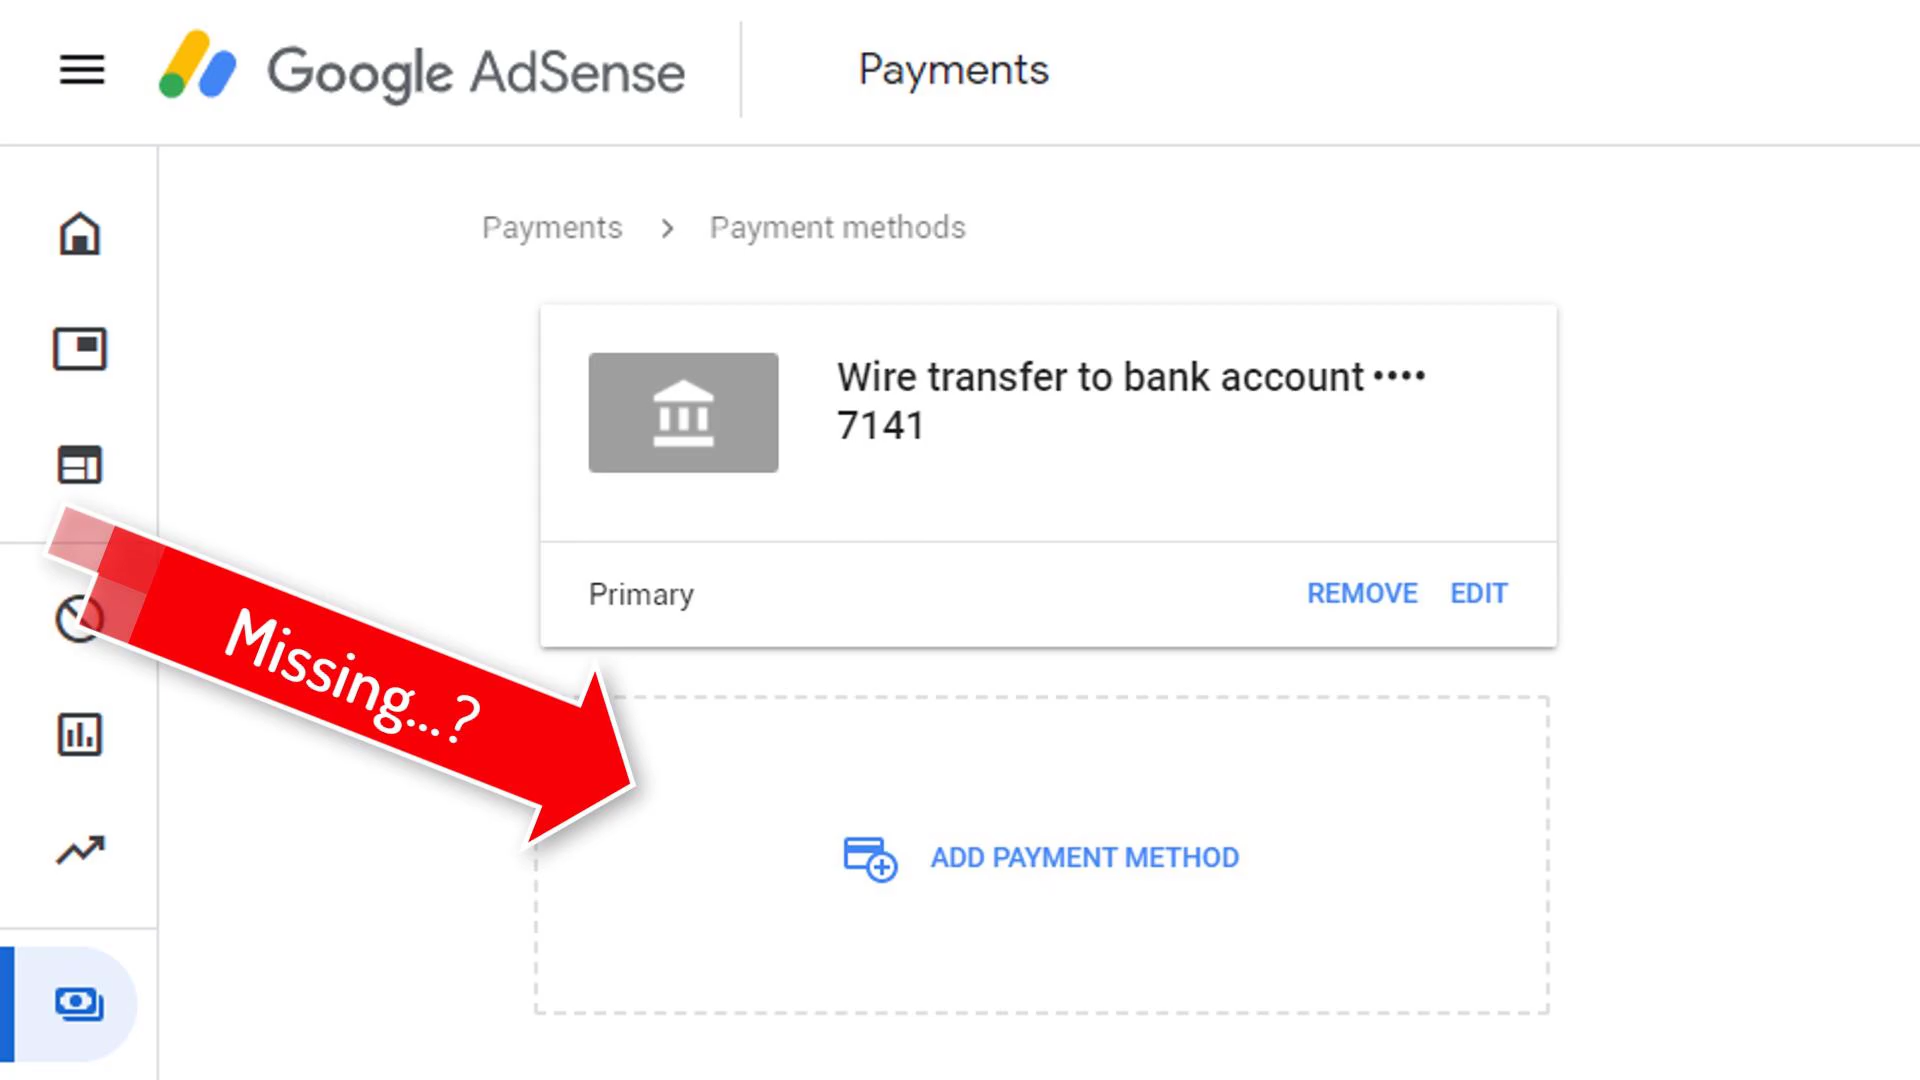 Google AdSense
Payments
Payments > Payment methods
Wire transfer to bank account ••••
7141
Primary
REMOVE EDIT
Missing...?
ADD PAYMENT METHOD